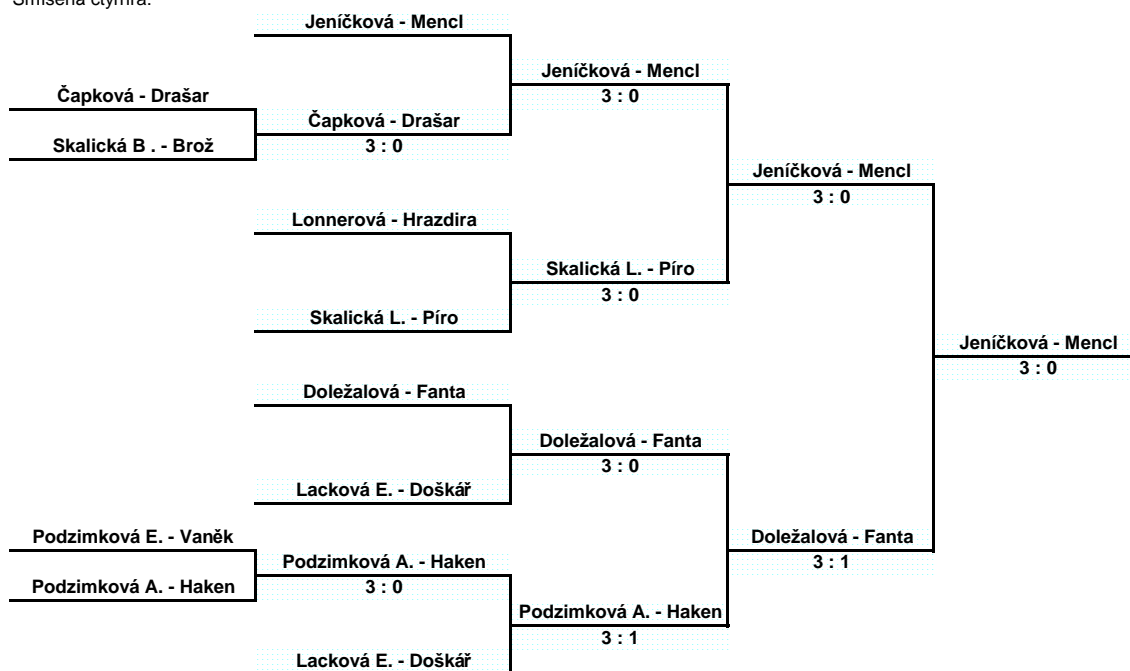 Smíšená čtyřhra:
Jeníčková - Mencl
Jeníčková - Mencl
3 : 0
Čapková - Drašar
Čapková - Drašar
3 : 0
Skalická B . - Brož
Jeníčková - Mencl
3 : 0
Lonnerová - Hrazdira
Skalická L. - Píro
3 : 0
Skalická L. - Píro
Jeníčková - Mencl
3 : 0
Doležalová - Fanta
Doležalová - Fanta
3 : 0
Lacková E. - Doškář
Podzimková E. - Vaněk
Doležalová - Fanta
3 : 1
Podzimková A. - Haken
3 : 0
Podzimková A. - Haken
Podzimková A. - Haken
3 : 1
Lacková E. - Doškář